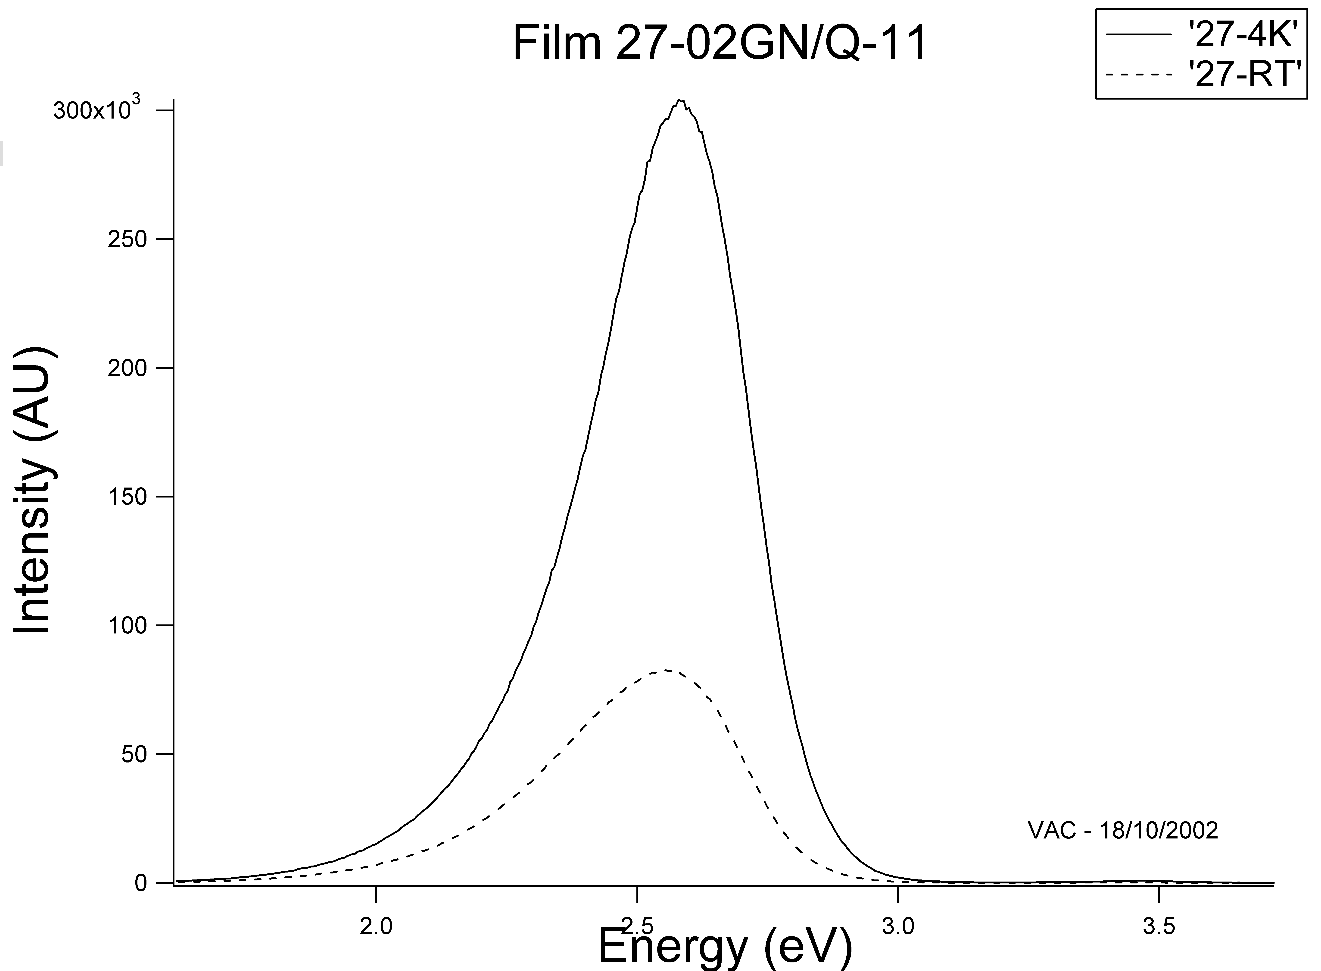 Film 27-02GN/Q-11
'27-4K'
'27-RT'
300x10³
250
200
150
100
50
0
Intensity (AU)
VAC - 18/10/2002
2.0 2.5 3.0 3.5
Energy (eV)